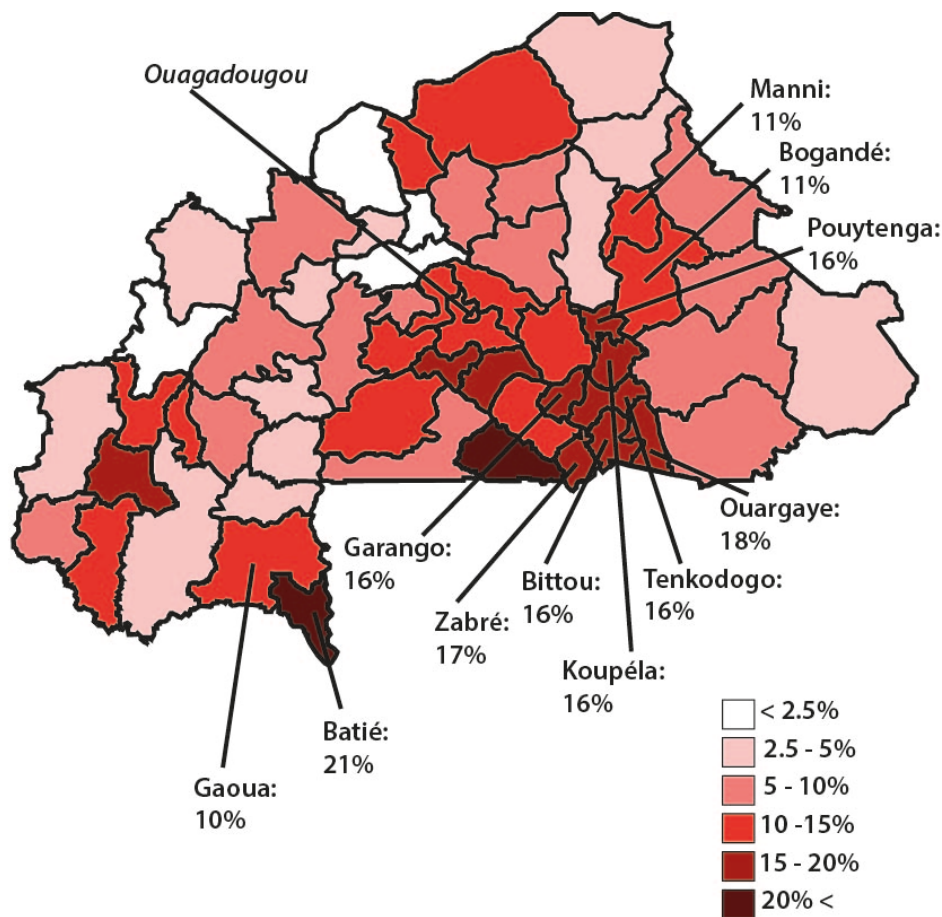 Ouagadougou
Manni:
11%
Bogandé:
11%
Pouytenga:
16%
Ouargaye:
18%
Garango:
16%
Bittou:
16%
Tenkodogo:
16%
Zabré:
17%
Koupéla:
16%
Batié:
21%
Gaoua:
10%
< 2.5%
2.5 - 5%
5 - 10%
10 -15%
15 - 20%
20% <